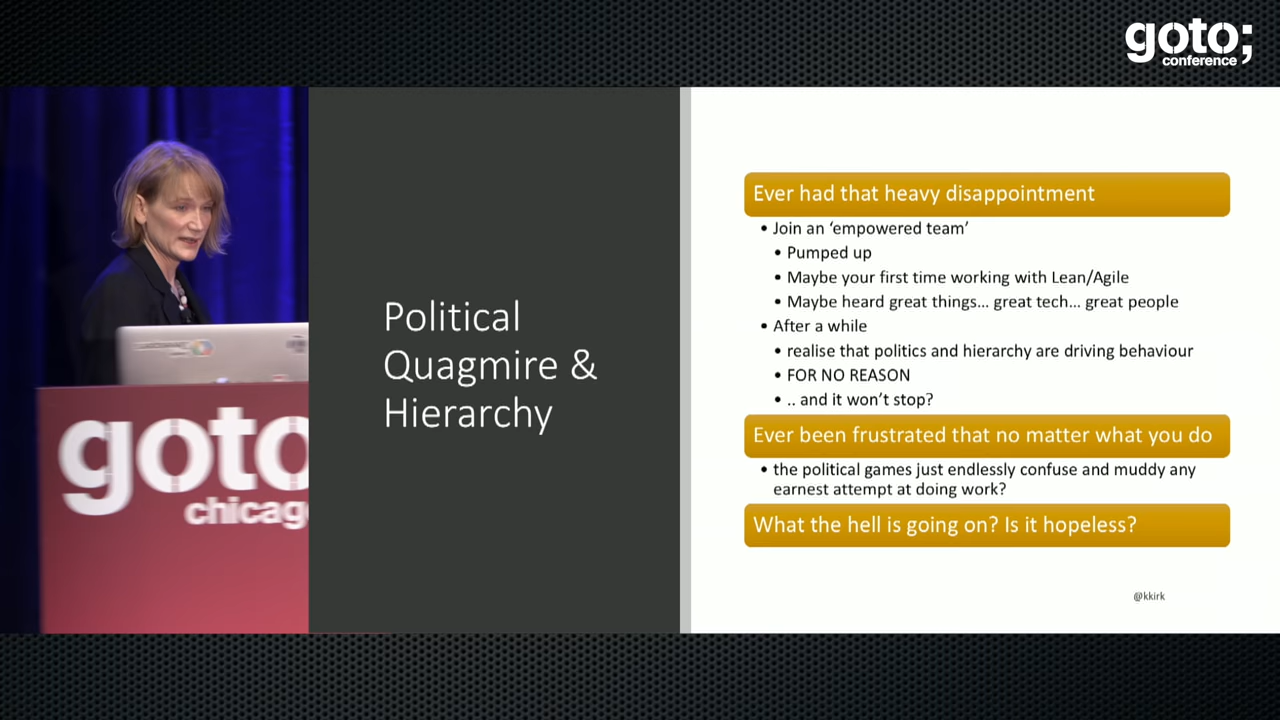 goto;
conference
goto
chicag
Political
Quagmire &
Hierarchy
Ever had that heavy disappointment
• Join an ‘empowered team’
• Pumped up
• Maybe your first time working with Lean/Agile
• Maybe heard great things... great tech... great people
• After a while
• realise that politics and hierarchy are driving behaviour
• FOR NO REASON
• .. and it won’t stop?
Ever been frustrated that no matter what you do
• the political games just endlessly confuse and muddy any
earnest attempt at doing work?
What the hell is going on? Is it hopeless?
@kkirk